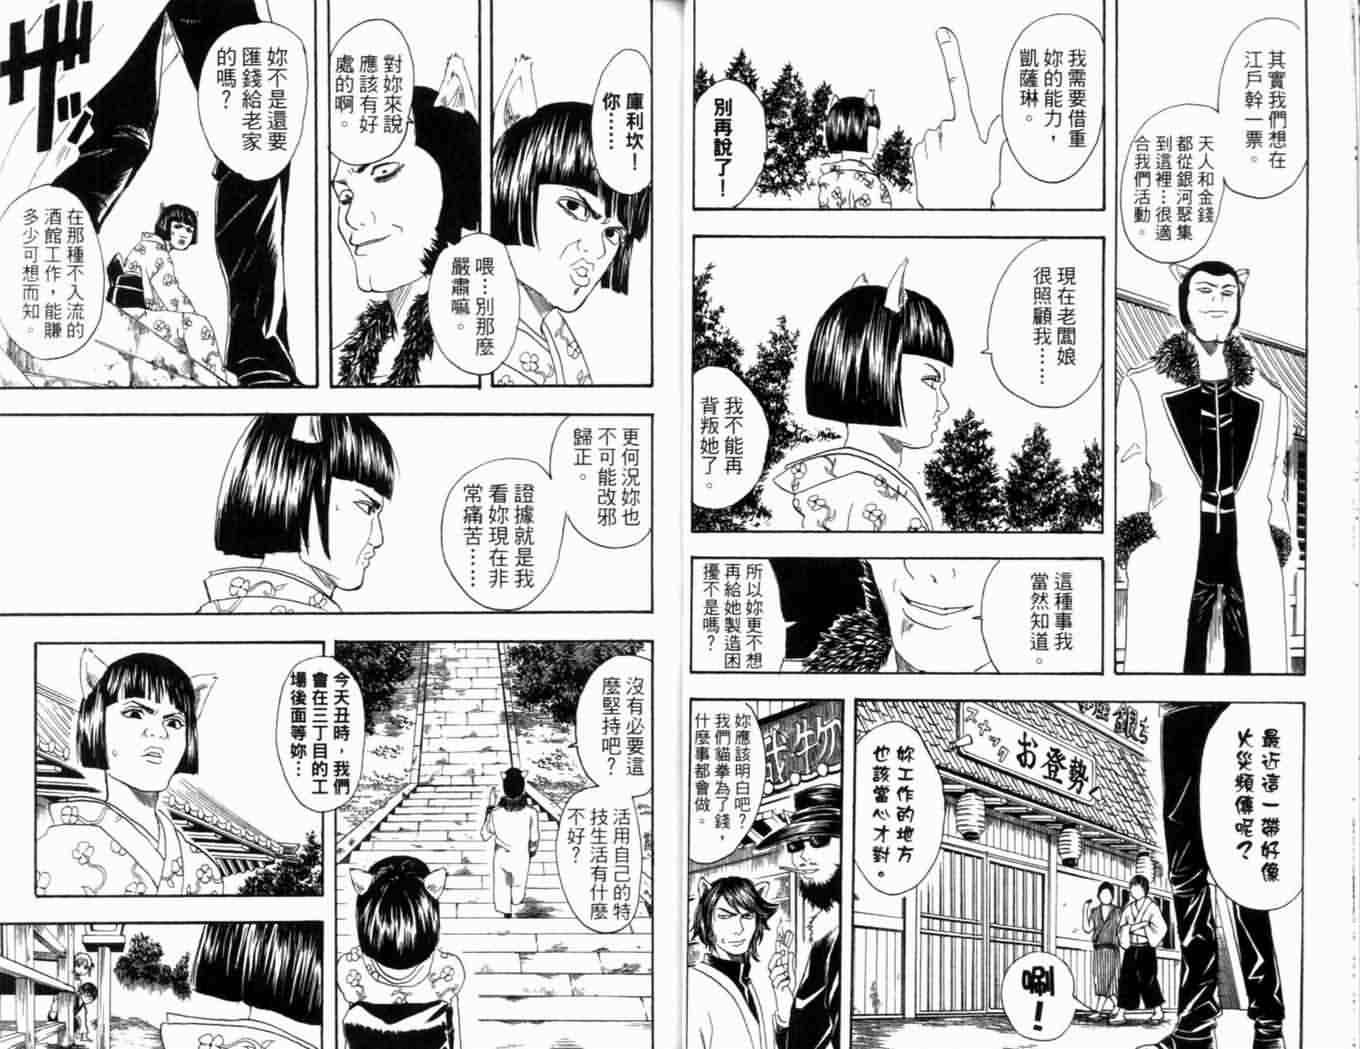 其實我們想在
江戶幹一票。
天人和金錢
都從銀河聚集
到這裡…很適
合我們活動。
我需要借重
妳的能力，
凱薩琳。
別再說了！
現在老闆娘
很照顧我……
我不能再
背叛她了。
這種事我
當然知道。
所以妳更不想
再給她製造困
擾不是嗎？
最近這一帶好像
火災頻傳呢？
スナック
お登勢
妳工作的地方
也該當心才對。
唰！
妳應該明白吧？
我們貓拳為了錢，
什麼事都會做。
庫利坎！
你……
對妳來說
應該有好
處的啊。
喂…別那麼
嚴肅嘛。
妳不是還要
匯錢給老家
的嗎？
ザッ
在那種不入流的
酒館工作，能賺
多少可想而知。
更何況妳也
不可能改邪
歸正。
證據就是我
看妳現在非
常痛苦……
沒有必要這
麼堅持吧？
活用自己的特
技生活有什麼
不好？
今天丑時，我們
會在三丁目的工
場後面等妳…